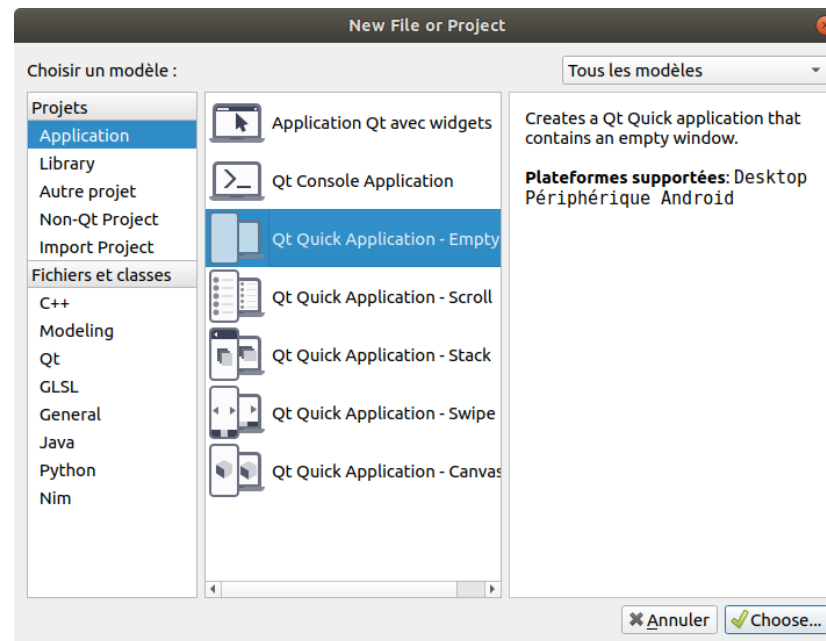 New File or Project
Choisir un modèle :
Tous les modèles
Projets
Application
Library
Autre projet
Non-Qt Project
Import Project
Fichiers et classes
C++
Modeling
Qt
GLSL
General
Java
Python
Nim
Application Qt avec widgets
Qt Console Application
Qt Quick Application - Empty
Qt Quick Application - Scroll
Qt Quick Application - Stack
Qt Quick Application - Swipe
Qt Quick Application - Canvas
Creates a Qt Quick application that
contains an empty window.
Plateformes supportées: Desktop
Périphérique Android
Annuler
Choose...